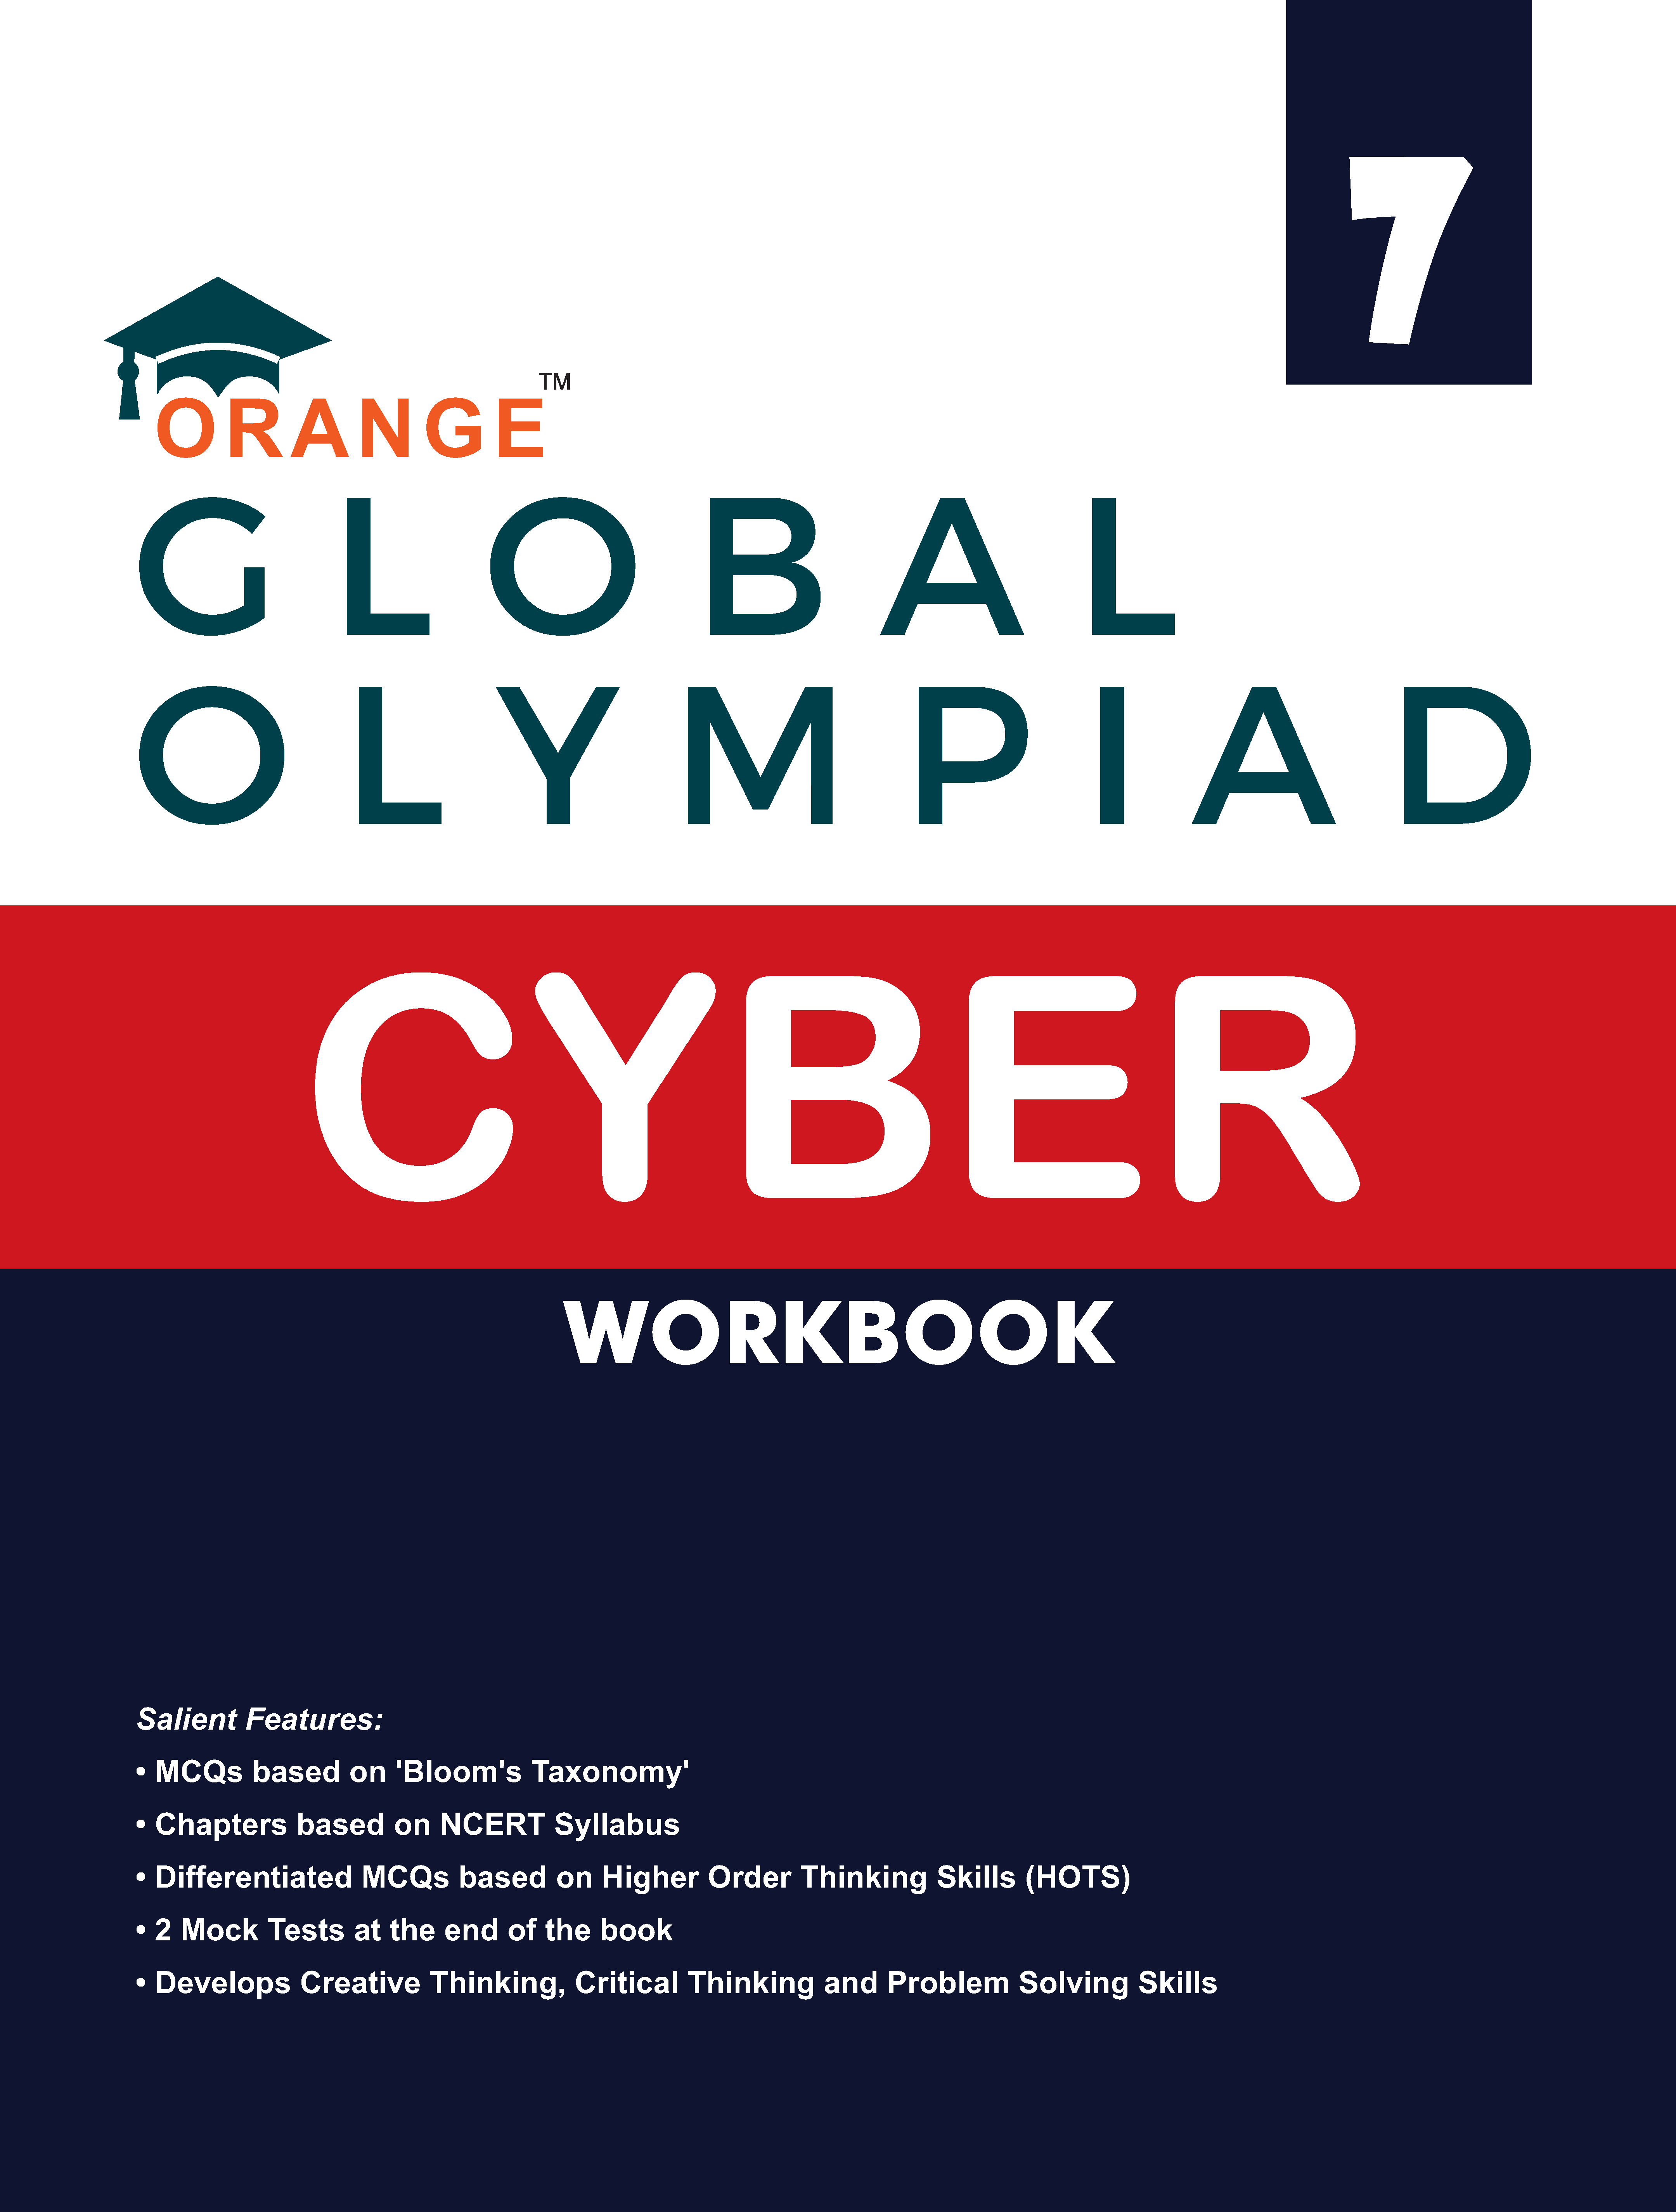 7
ORANGE™
GLOBAL
OLYMPIAD
CYBER
WORKBOOK
Salient Features:
• MCQs based on 'Bloom's Taxonomy'
• Chapters based on NCERT Syllabus
• Differentiated MCQs based on Higher Order Thinking Skills (HOTS)
• 2 Mock Tests at the end of the book
• Develops Creative Thinking, Critical Thinking and Problem Solving Skills